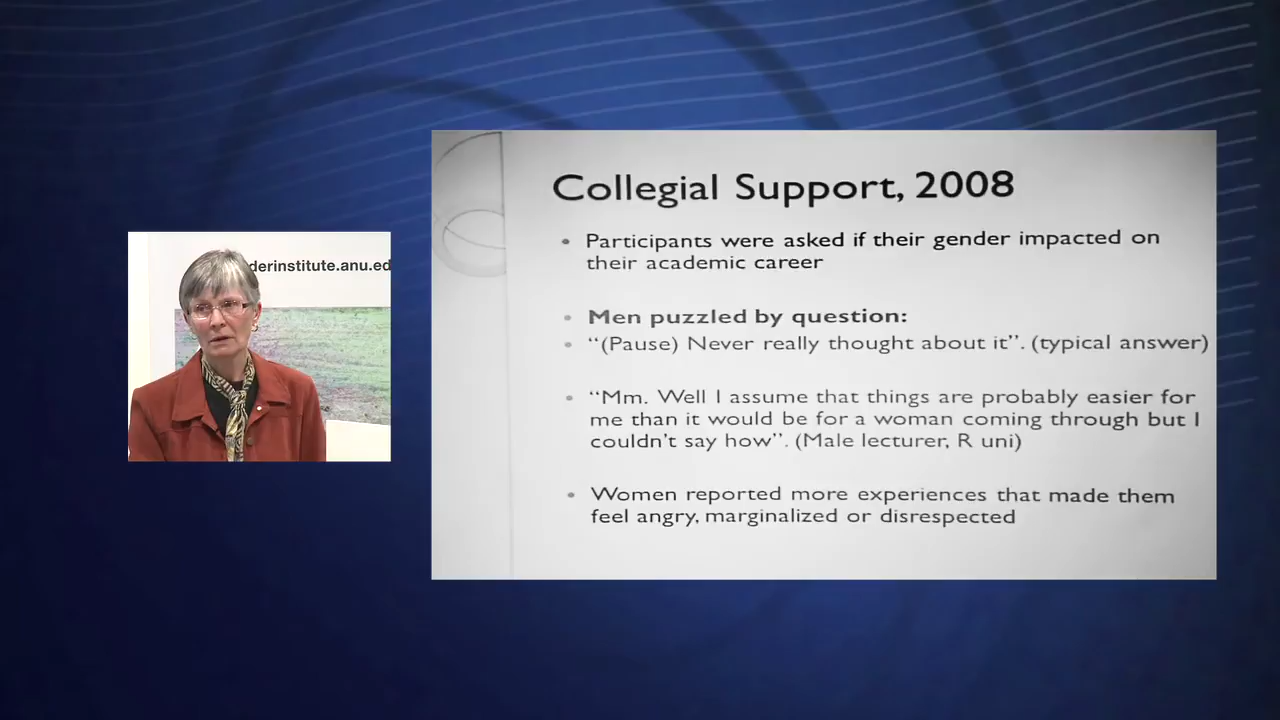 derinstitute.anu.ed
Collegial Support, 2008
• Participants were asked if their gender impacted on
their academic career
• Men puzzled by question:
• “(Pause) Never really thought about it”. (typical answer)
• “Mm. Well I assume that things are probably easier for
me than it would be for a woman coming through but I
couldn’t say how”. (Male lecturer, R uni)
• Women reported more experiences that made them
feel angry, marginalized or disrespected